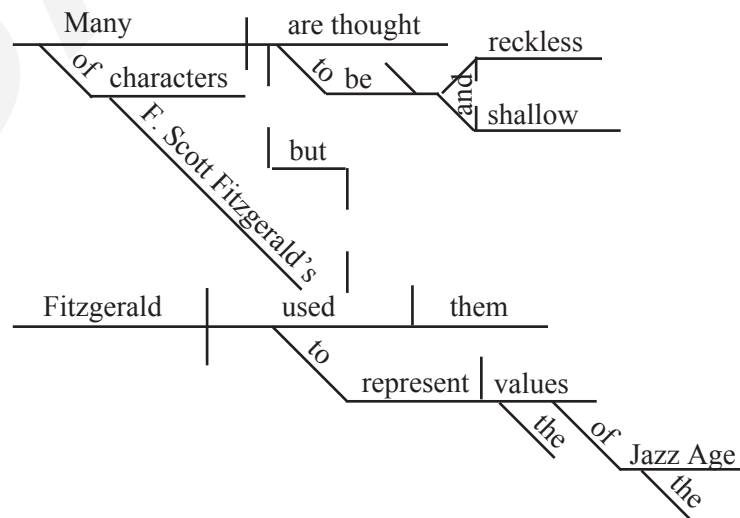 Many are thought
of characters to be and reckless
shallow
F. Scott Fitzgerald’s
but
Fitzgerald used them
to represent values
the of Jazz Age
the